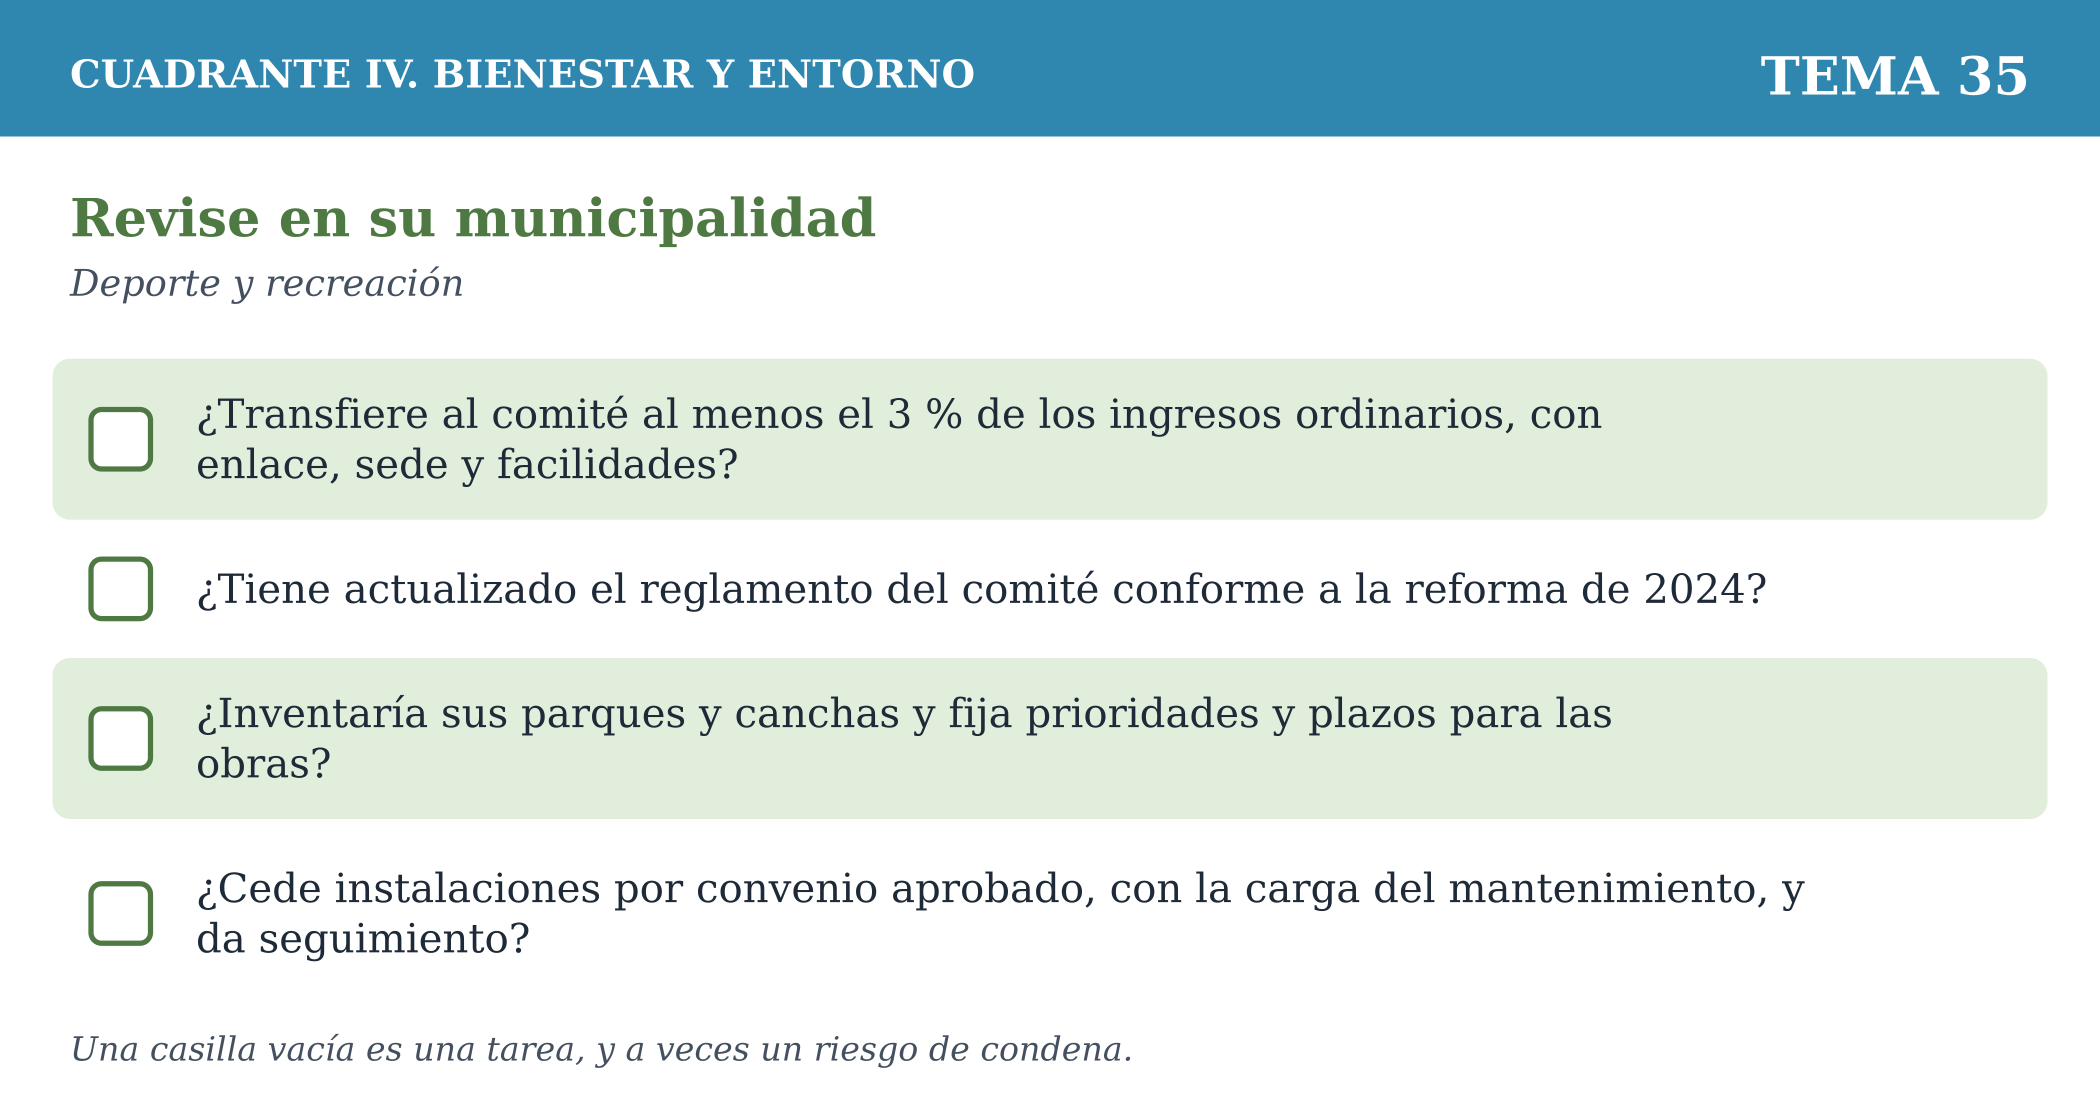 CUADRANTE IV. BIENESTAR Y ENTORNO
TEMA 35
Revise en su municipalidad
Deporte y recreación
¿Transfiere al comité al menos el 3 % de los ingresos ordinarios, con
enlace, sede y facilidades?
¿Tiene actualizado el reglamento del comité conforme a la reforma de 2024?
¿Inventaría sus parques y canchas y fija prioridades y plazos para las
obras?
¿Cede instalaciones por convenio aprobado, con la carga del mantenimiento, y
da seguimiento?
Una casilla vacía es una tarea, y a veces un riesgo de condena.